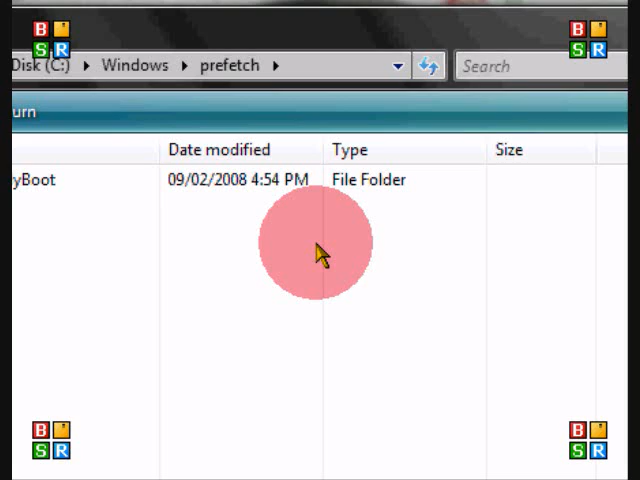 B B
S R S R
Disk (C:) Windows prefetch Search
urn
Date modified Type Size
yBoot 09/02/2008 4:54 PM File Folder
B B
S R S R